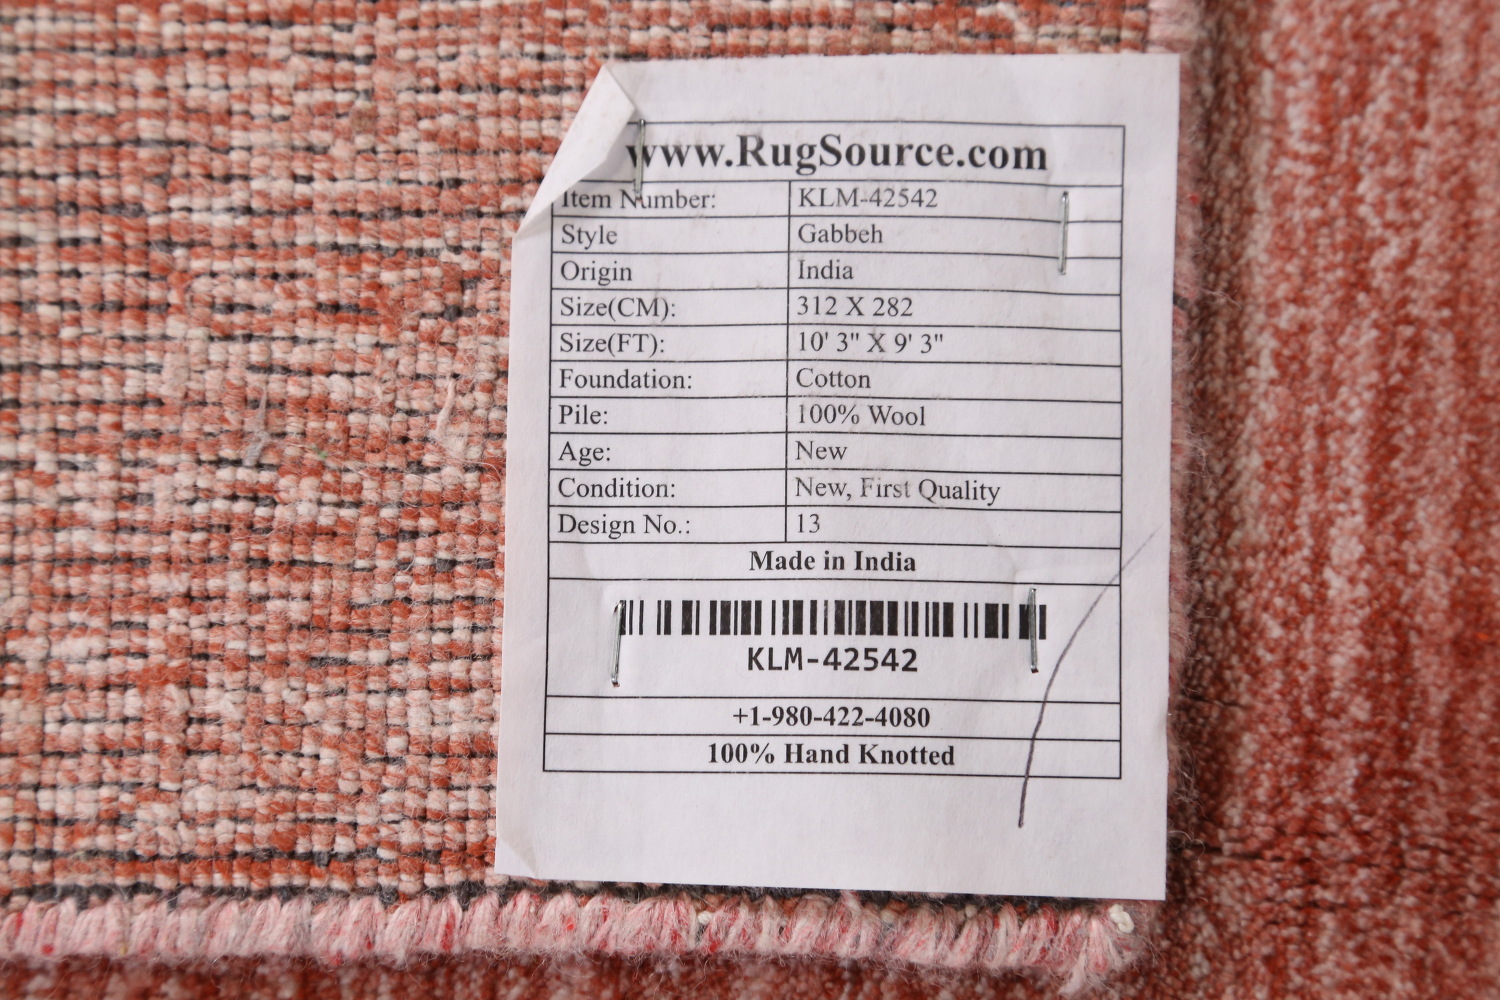 www.RugSource.com
Item Number: KLM-42542
Style Gabbeh
Origin India
Size(CM): 312 X 282
Size(FT): 10' 3" X 9' 3"
Foundation: Cotton
Pile: 100% Wool
Age: New
Condition: New, First Quality
Design No.: 13
Made in India
KLM-42542
+1-980-422-4080
100% Hand Knotted